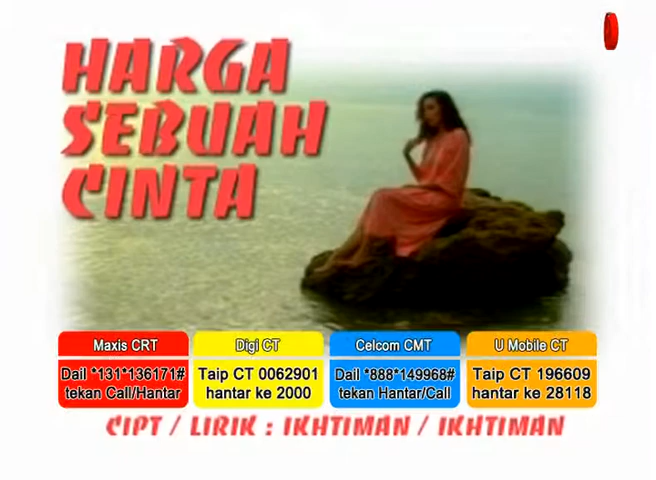 HARGA
SEBUAH
CINTA
Maxis CRT
Dail *131*136171#
tekan Call/Hantar
Digi CT
Taip CT 0062901
hantar ke 2000
Celcom CMT
Dail *888*149968#
tekan Hantar/Call
U Mobile CT
Taip CT 196609
hantar ke 28118
CIPT / LIRIK : IKHTIMAN / IKHTIMAN